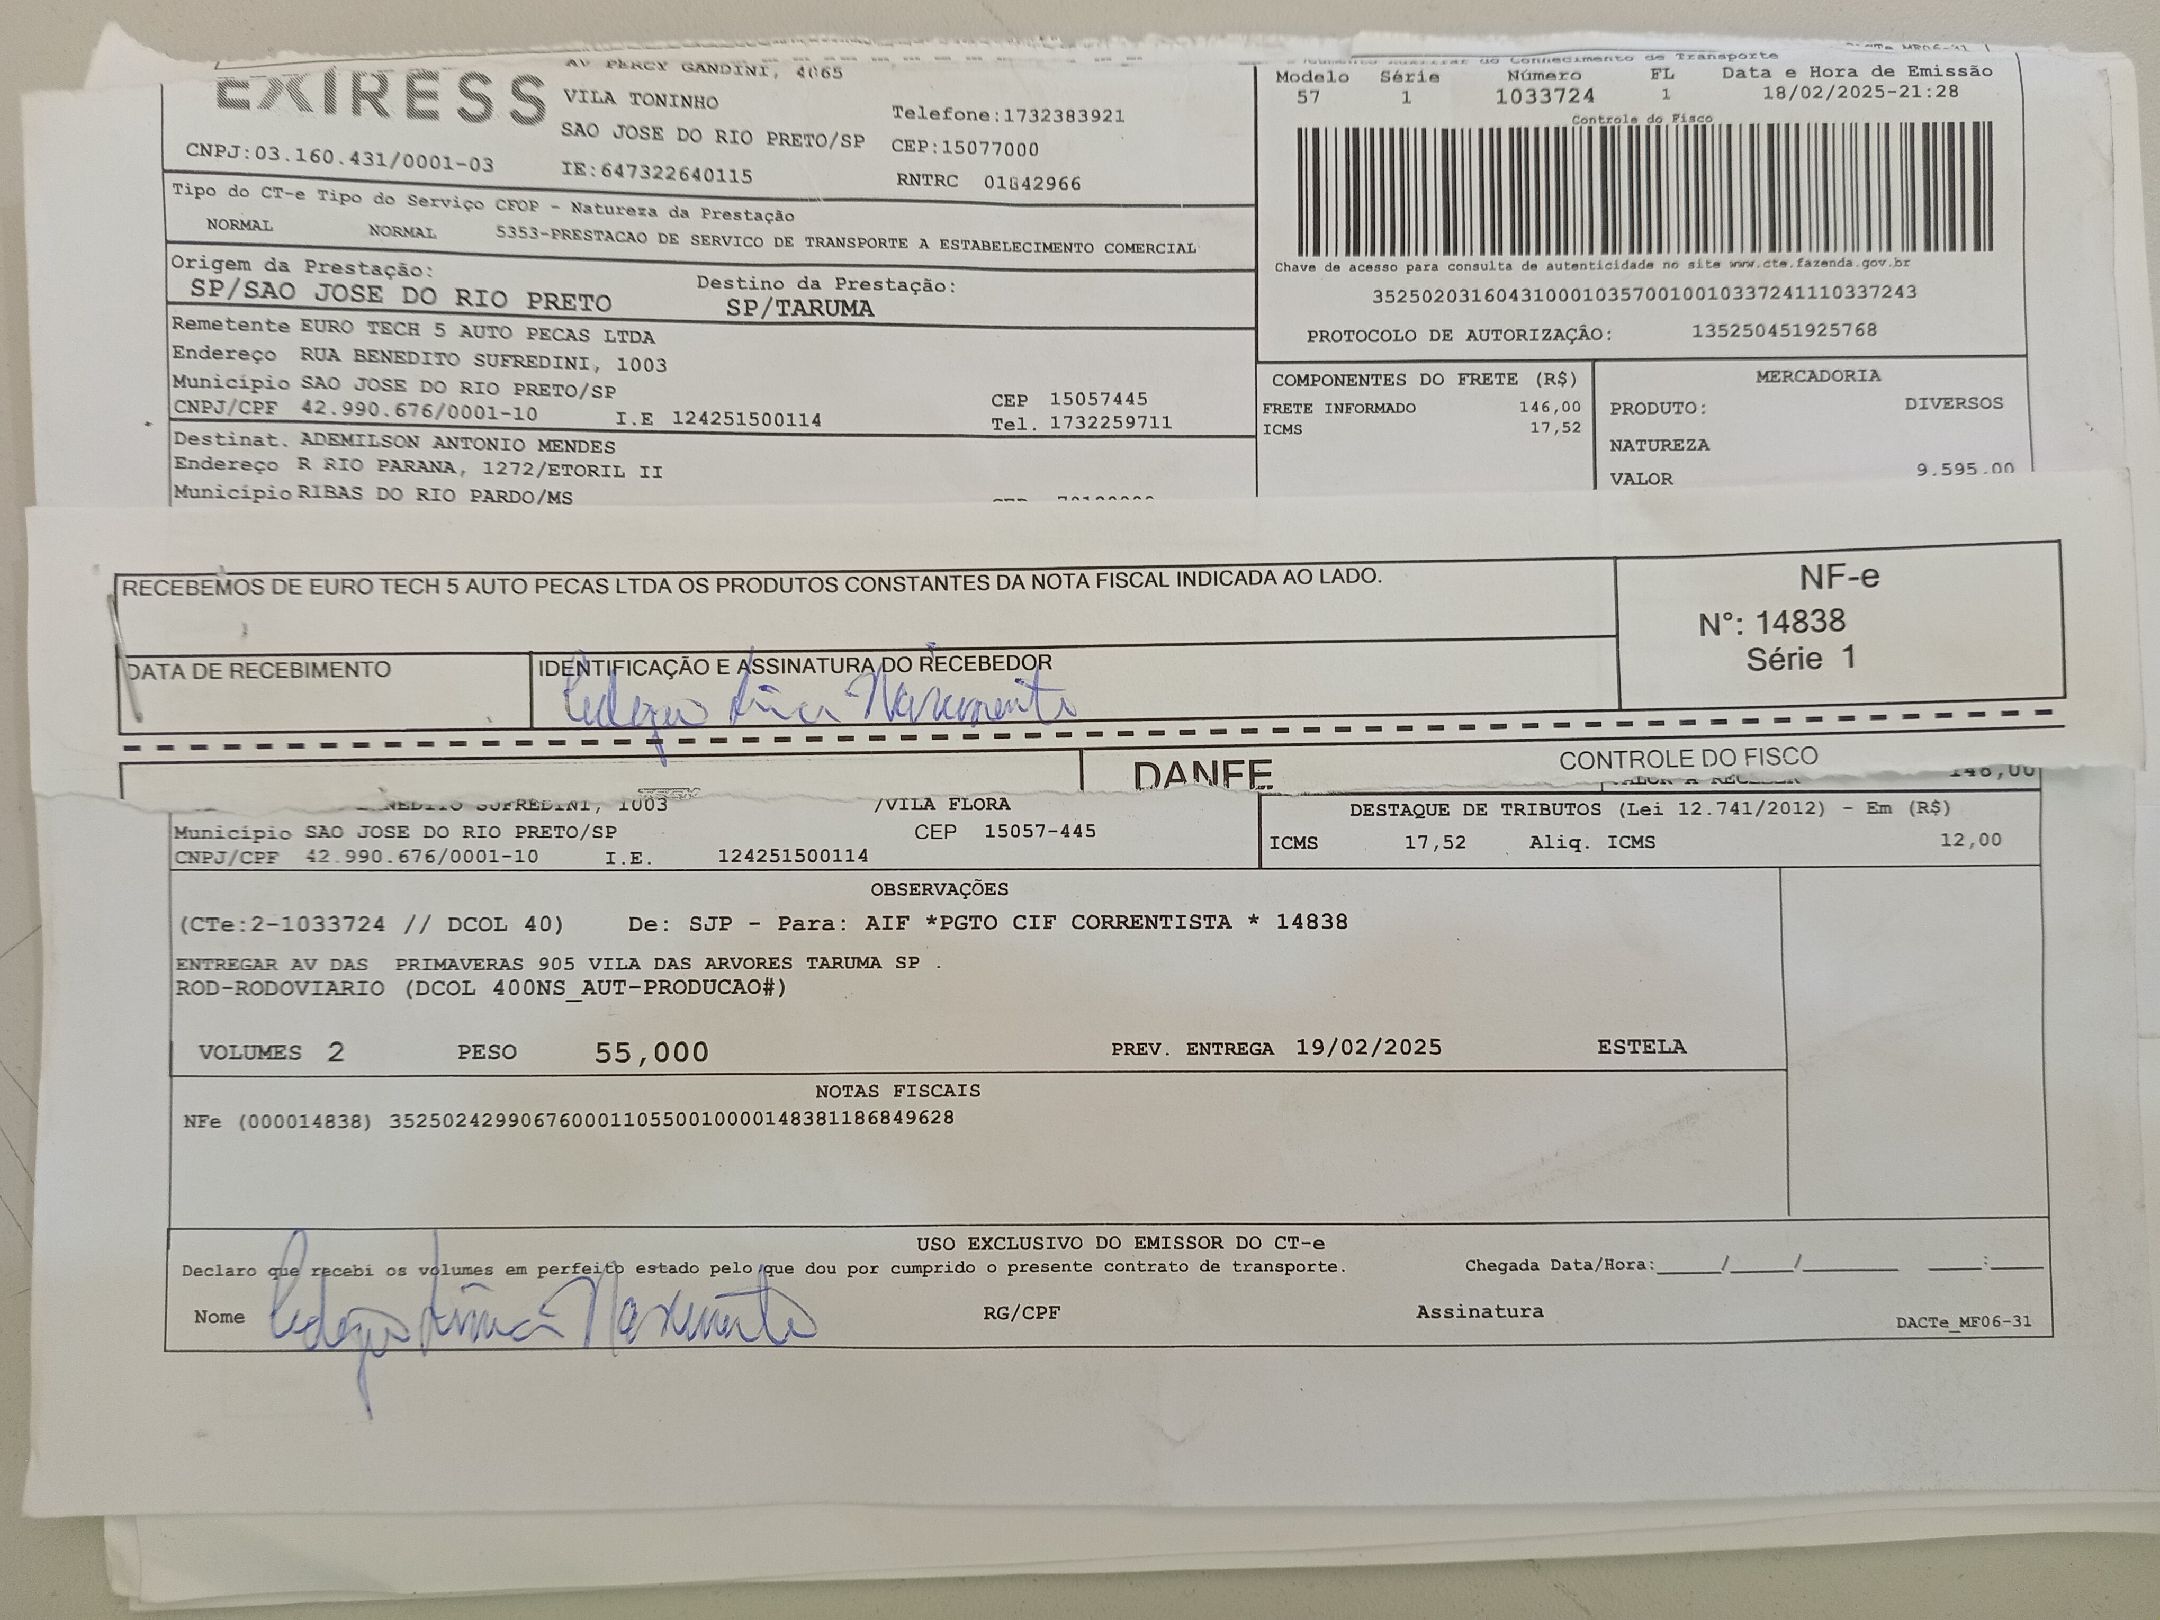 EXPRESS
AV PERCY GANDINI, 4065
VILA TONINHO
SAO JOSE DO RIO PRETO/SP
Telefone:1732383921
CEP:15077000
CNPJ:03.160.431/0001-03
IE:647322640115
RNTRC 01842966
Modelo Série Número FL Data e Hora de Emissão
57 1 1033724 1 18/02/2025-21:28
Controle do Fisco
Tipo do CT-e Tipo do Serviço CFOP - Natureza da Prestação
NORMAL NORMAL 5353-PRESTACAO DE SERVICO DE TRANSPORTE A ESTABELECIMENTO COMERCIAL
Chave de acesso para consulta de autenticidade no site www.cte.fazenda.gov.br
35250203160431000103570010010337241110337243
PROTOCOLO DE AUTORIZAÇÂO: 135250451925768
Origem da Prestação: Destino da Prestação:
SP/SAO JOSE DO RIO PRETO SP/TARUMA
Remetente EURO TECH 5 AUTO PECAS LTDA
Endereço RUA BENEDITO SUFREDINI, 1003
Município SAO JOSE DO RIO PRETO/SP CEP 15057445
CNPJ/CPF 42.990.676/0001-10 I.E 124251500114 Tel. 1732259711
COMPONENTES DO FRETE (R$)
FRETE INFORMADO 146,00
ICMS 17,52
MERCADORIA
PRODUTO: DIVERSOS
NATUREZA
VALOR 9.595.00
Destinat. ADEMILSON ANTONIO MENDES
Endereço R RIO PARANA, 1272/ETORIL II
Município RIBAS DO RIO PARDO/MS
RECEBEMOS DE EURO TECH 5 AUTO PECAS LTDA OS PRODUTOS CONSTANTES DA NOTA FISCAL INDICADA AO LADO.
NF-e
N°: 14838
Série 1
DATA DE RECEBIMENTO
IDENTIFICAÇÃO E ASSINATURA DO RECEBEDOR
Nascimento
DANFE
CONTROLE DO FISCO
SUFREDINI, 1003 /VILA FLORA
Município SAO JOSE DO RIO PRETO/SP CEP 15057-445
CNPJ/CPF 42.990.676/0001-10 I.E. 124251500114
DESTAQUE DE TRIBUTOS (Lei 12.741/2012) - Em (R$)
ICMS 17,52 Aliq. ICMS 12,00
OBSERVAÇÕES
(CTe:2-1033724 // DCOL 40) De: SJP - Para: AIF *PGTO CIF CORRENTISTA * 14838
ENTREGAR AV DAS PRIMAVERAS 905 VILA DAS ARVORES TARUMA SP .
ROD-RODOVIARIO (DCOL 400NS_AUT-PRODUCAO#)
VOLUMES 2 PESO 55,000 PREV. ENTREGA 19/02/2025 ESTELA
NOTAS FISCAIS
NFe (000014838) 35250242990676000110550010000148381186849628
USO EXCLUSIVO DO EMISSOR DO CT-e
Declaro que recebi os volumes em perfeito estado pelo que dou por cumprido o presente contrato de transporte. Chegada Data/Hora:____/____/______ ___:___
Nome Nascimento RG/CPF Assinatura
DACTe_MF06-31